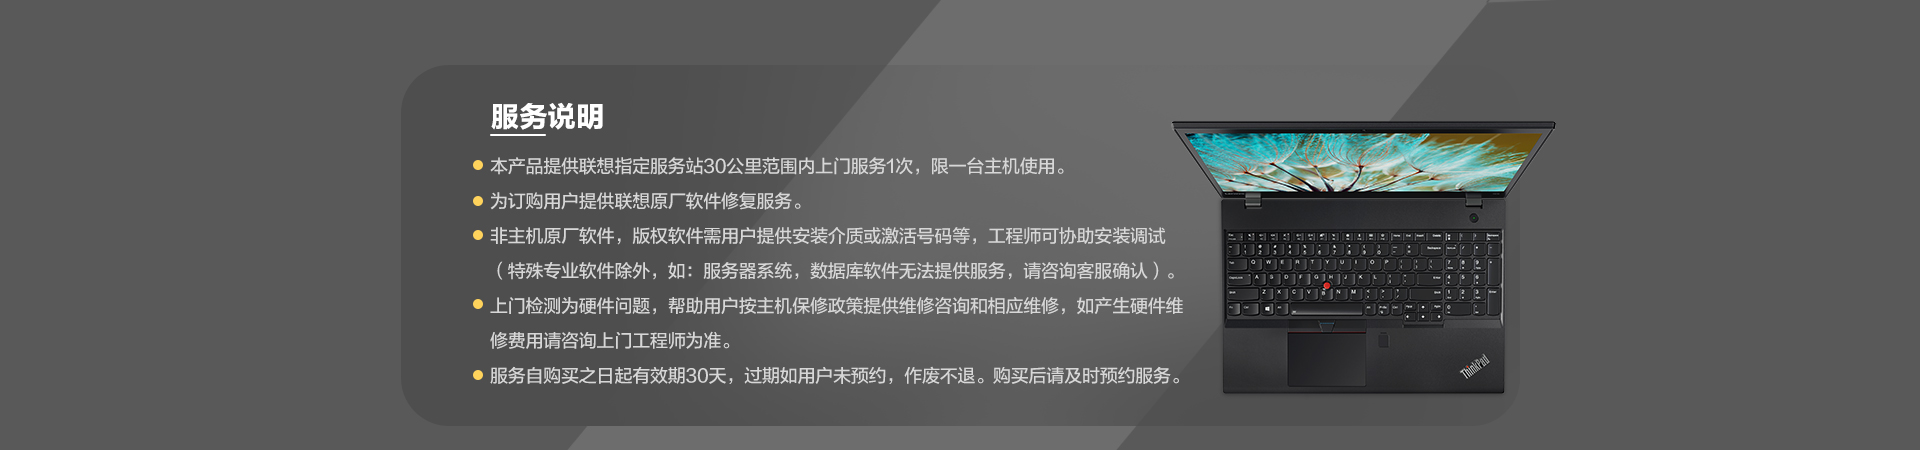 服务说明
本产品提供联想指定服务站30公里范围内上门服务1次，限一台主机使用。
为订购用户提供联想原厂软件修复服务。
非主机原厂软件，版权软件需用户提供安装介质或激活号码等，工程师可协助安装调试
（特殊专业软件除外，如：服务器系统，数据库软件无法提供服务，请咨询客服确认）。
上门检测为硬件问题，帮助用户按主机保修政策提供维修咨询和相应维修，如产生硬件维
修费用请咨询上门工程师为准。
服务自购买之日起有效期30天，过期如用户未预约，作废不退。购买后请及时预约服务。
ThinkPad